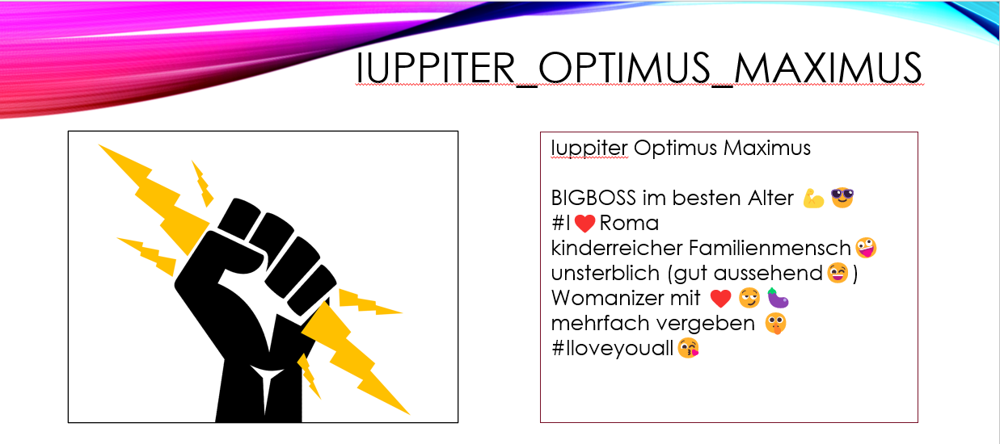 IUPPITER_OPTIMUS_MAXIMUS
Iuppiter Optimus Maximus
BIGBOSS im besten Alter 💪😎
#I❤️Roma
kinderreicher Familienmensch🤪
unsterblich (gut aussehend😅)
Womanizer mit ❤️😏🍆
mehrfach vergeben 🤫
#Iloveyouall😘